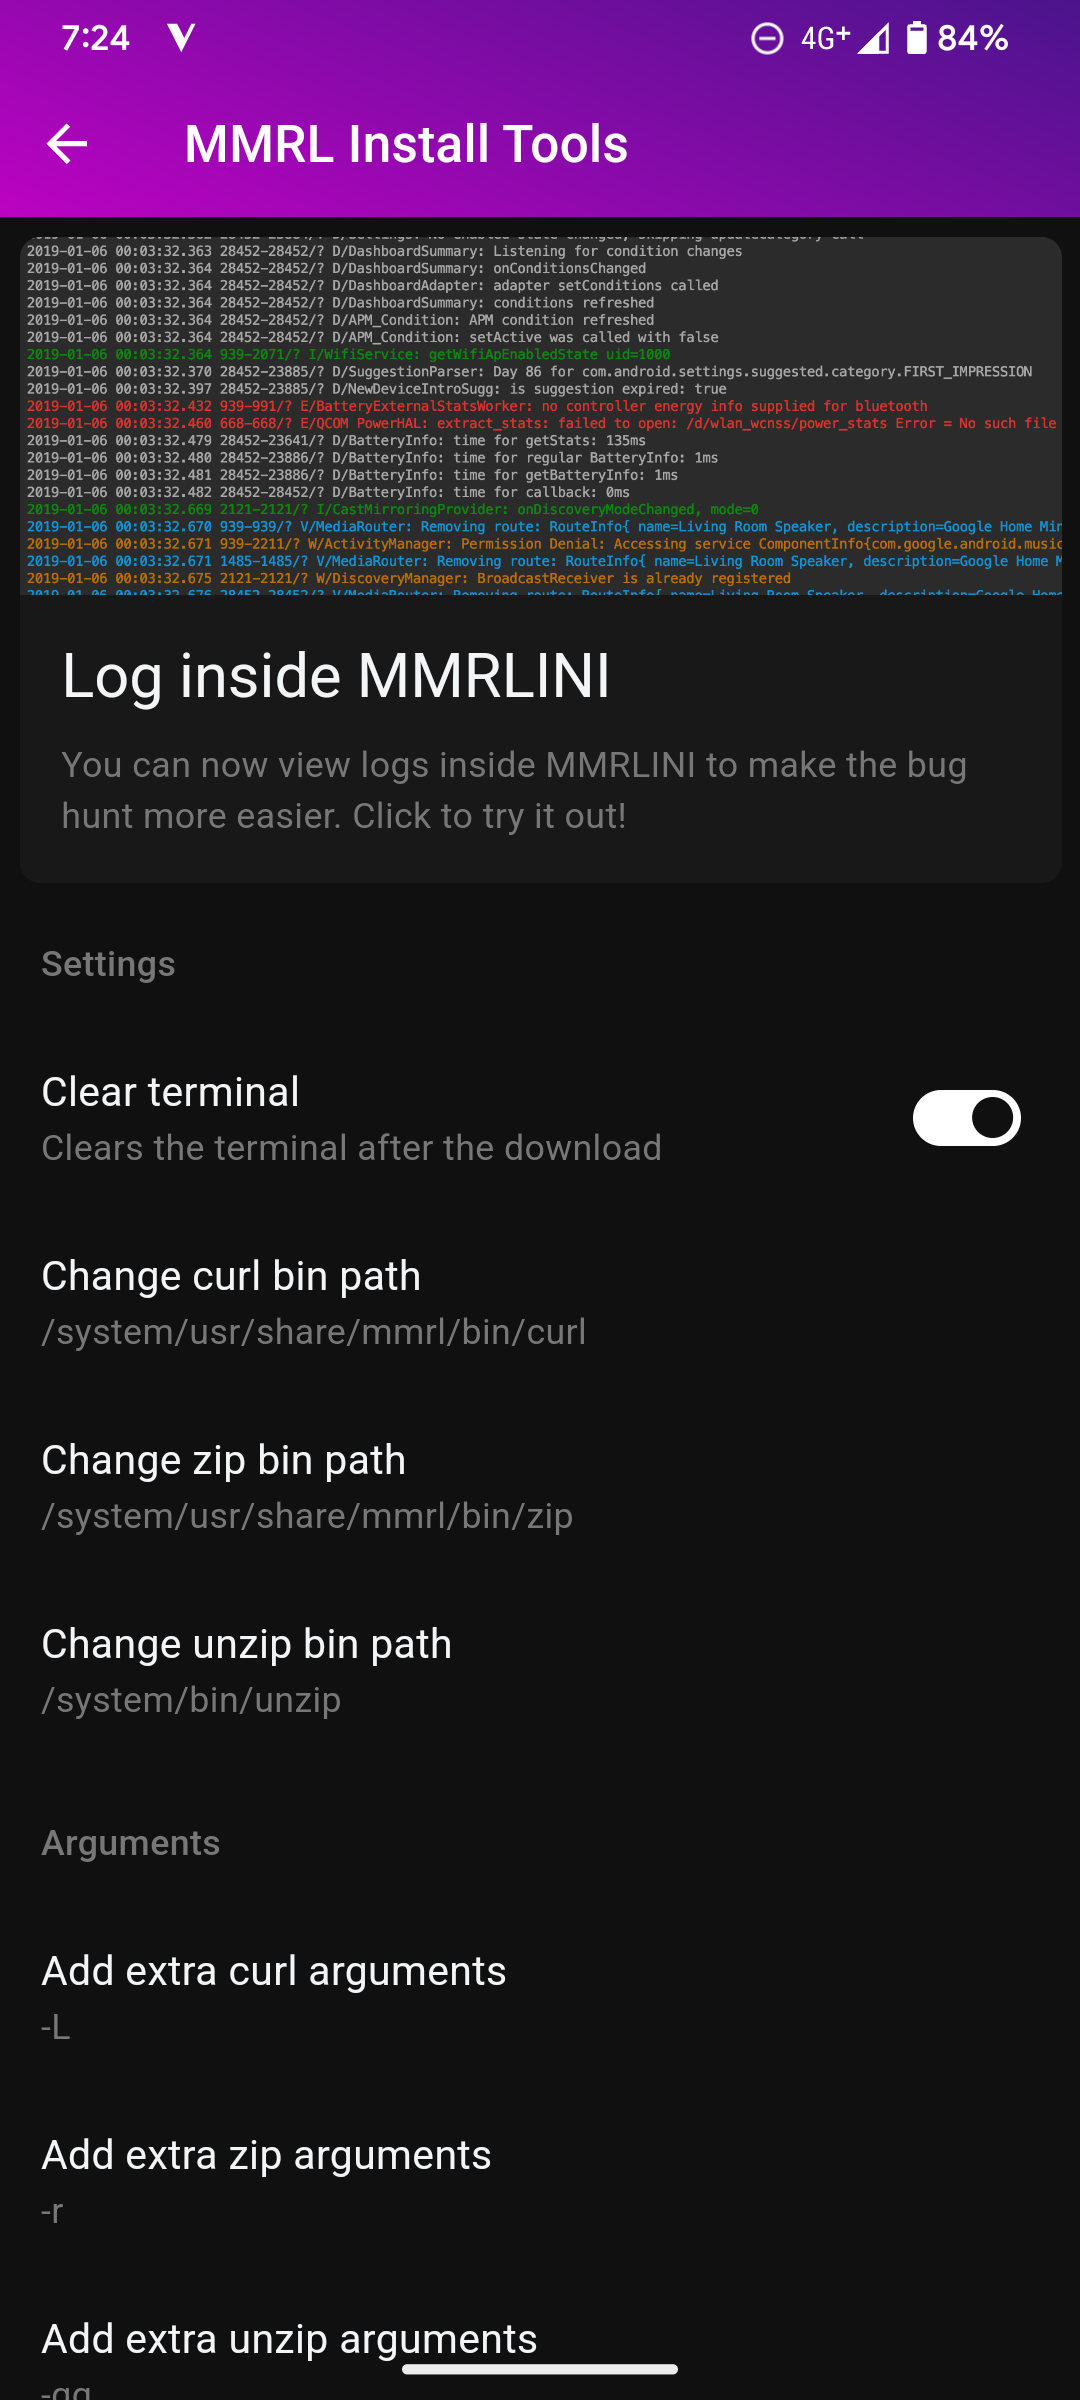 7:24
4G+
84%
MMRL Install Tools
2019-01-06 00:03:32.363 28452-28452/? D/DashboardSummary: Listening for condition changes
2019-01-06 00:03:32.364 28452-28452/? D/DashboardSummary: onConditionsChanged
2019-01-06 00:03:32.364 28452-28452/? D/DashboardAdapter: adapter setConditions called
2019-01-06 00:03:32.364 28452-28452/? D/DashboardSummary: conditions refreshed
2019-01-06 00:03:32.364 28452-28452/? D/APM_Condition: APM condition refreshed
2019-01-06 00:03:32.364 28452-28452/? D/APM_Condition: setActive was called with false
2019-01-06 00:03:32.364 939-2071/? I/WifiService: getWifiApEnabledState uid=1000
2019-01-06 00:03:32.370 28452-23885/? D/SuggestionParser: Day 86 for com.android.settings.suggested.category.FIRST_IMPRESSION
2019-01-06 00:03:32.397 28452-23885/? D/NewDeviceIntroSugg: is suggestion expired: true
2019-01-06 00:03:32.432 939-991/? E/BatteryExternalStatsWorker: no controller energy info supplied for bluetooth
2019-01-06 00:03:32.460 668-668/? E/QCOM PowerHAL: extract_stats: failed to open: /d/wlan_wcnss/power_stats Error = No such file
2019-01-06 00:03:32.479 28452-23641/? D/BatteryInfo: time for getStats: 135ms
2019-01-06 00:03:32.480 28452-23886/? D/BatteryInfo: time for regular BatteryInfo: 1ms
2019-01-06 00:03:32.481 28452-23886/? D/BatteryInfo: time for getBatteryInfo: 1ms
2019-01-06 00:03:32.482 28452-28452/? D/BatteryInfo: time for callback: 0ms
2019-01-06 00:03:32.669 2121-2121/? I/CastMirroringProvider: onDiscoveryModeChanged, mode=0
2019-01-06 00:03:32.670 939-939/? V/MediaRouter: Removing route: RouteInfo{ name=Living Room Speaker, description=Google Home Min
2019-01-06 00:03:32.671 939-2211/? W/ActivityManager: Permission Denial: Accessing service ComponentInfo{com.google.android.music
2019-01-06 00:03:32.671 1485-1485/? V/MediaRouter: Removing route: RouteInfo{ name=Living Room Speaker, description=Google Home M
2019-01-06 00:03:32.675 2121-2121/? W/DiscoveryManager: BroadcastReceiver is already registered
2019-01-06 00:03:32.676 28452-28452/? V/MediaRouter: Removing route: RouteInfo{ name=Living Room Speaker, description=Google Home
Log inside MMRLINI
You can now view logs inside MMRLINI to make the bug
hunt more easier. Click to try it out!
Settings
Clear terminal
Clears the terminal after the download
Change curl bin path
/system/usr/share/mmrl/bin/curl
Change zip bin path
/system/usr/share/mmrl/bin/zip
Change unzip bin path
/system/bin/unzip
Arguments
Add extra curl arguments
-L
Add extra zip arguments
-r
Add extra unzip arguments
-qq